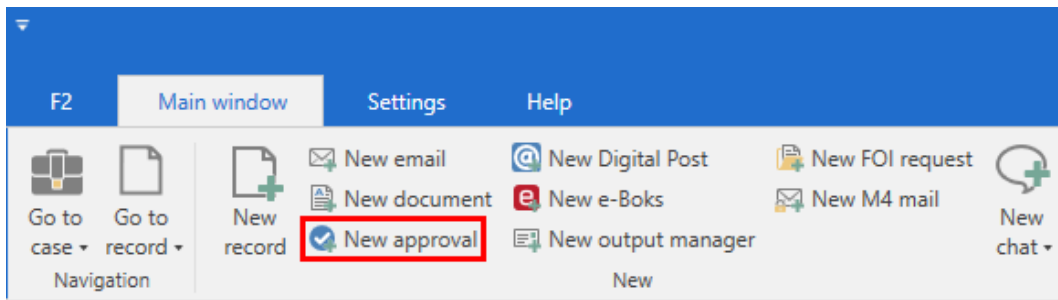 F2 Main window Settings Help
Go to case
Go to record
New record
New email
New document
New approval
New Digital Post
New e-Boks
New output manager
New FOI request
New M4 mail
New chat
Navigation
New